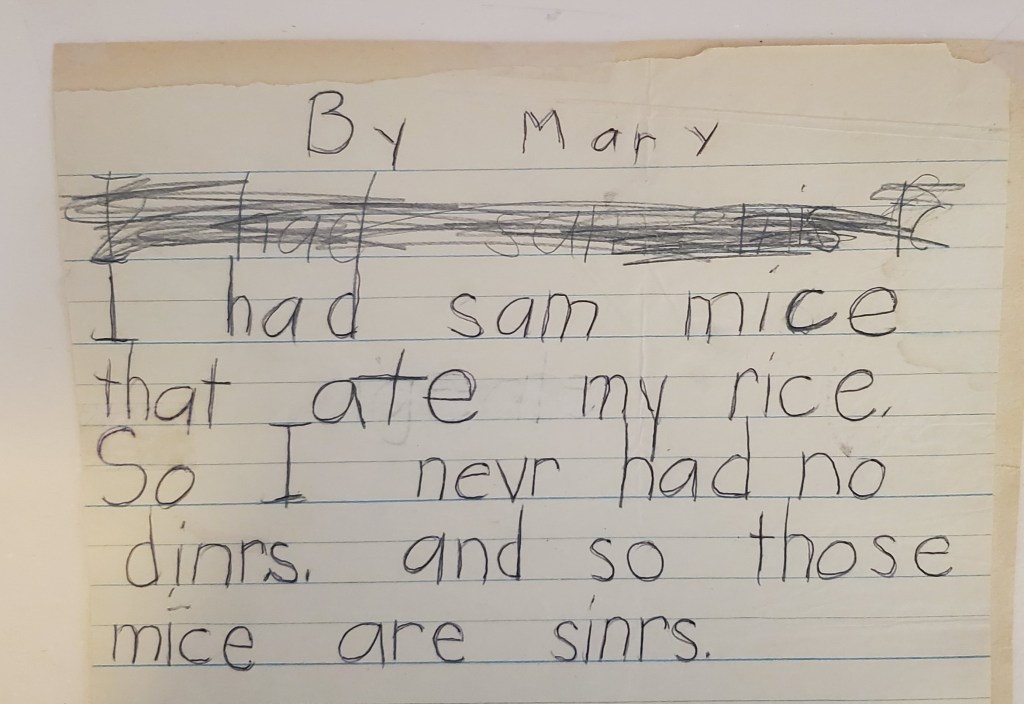 By Mary
I had sam mice
that ate my rice.
So I nevr had no
dinrs. and so those
mice are sinrs.